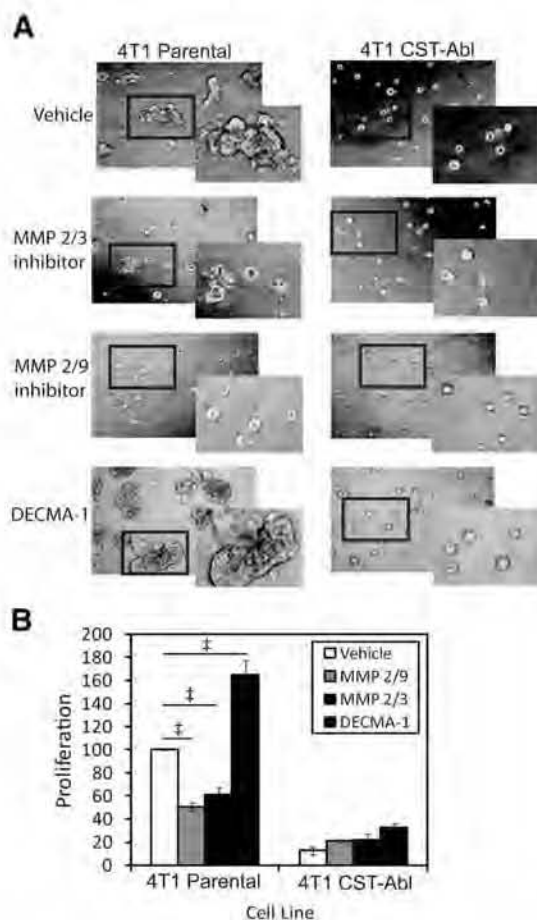 A
4T1 Parental
4T1 CST-Abl
Vehicle
MMP 2/3
inhibitor
MMP 2/9
inhibitor
DECMA-1
B
200
180
160
140
120
100
80
60
40
20
0
Proliferation
‡
‡
‡
Vehicle
MMP 2/9
MMP 2/3
DECMA-1
4T1 Parental
4T1 CST-Abl
Cell Line